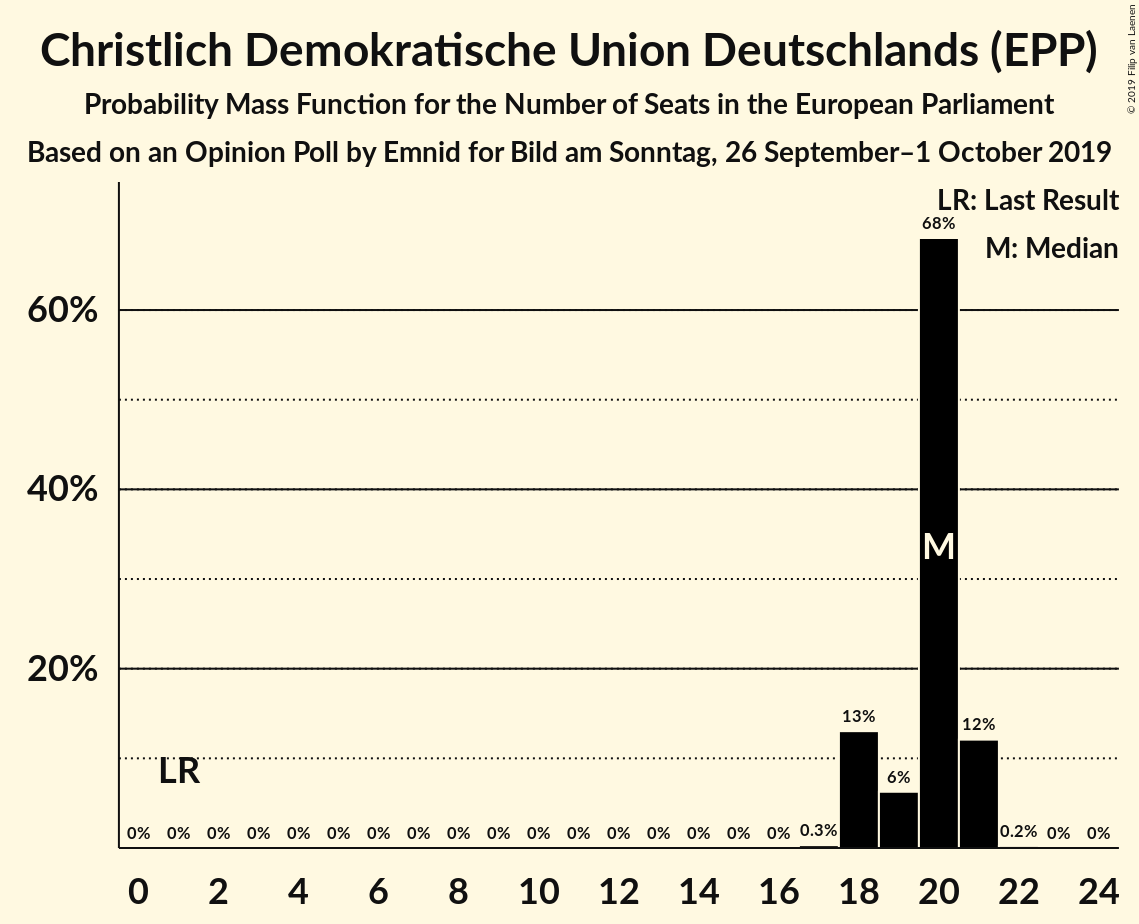 Christlich Demokratische Union Deutschlands (EPP)
Probability Mass Function for the Number of Seats in the European Parliament
Based on an Opinion Poll by Emnid for Bild am Sonntag, 26 September–1 October 2019
© 2019 Filip van Laenen
LR: Last Result
68%
M: Median
60%
40%
M
20%
13%
12%
LR
6%
0% 0% 0% 0% 0% 0% 0% 0% 0% 0% 0% 0% 0% 0% 0% 0% 0% 0.3% 0.2% 0% 0%
0 2 4 6 8 10 12 14 16 18 20 22 24